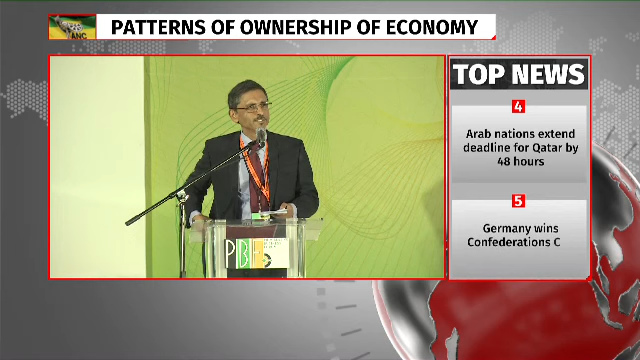 ANC
PATTERNS OF OWNERSHIP OF ECONOMY
TOP NEWS
4
Arab nations extend
deadline for Qatar by
48 hours
5
Germany wins
Confederations C
PBF